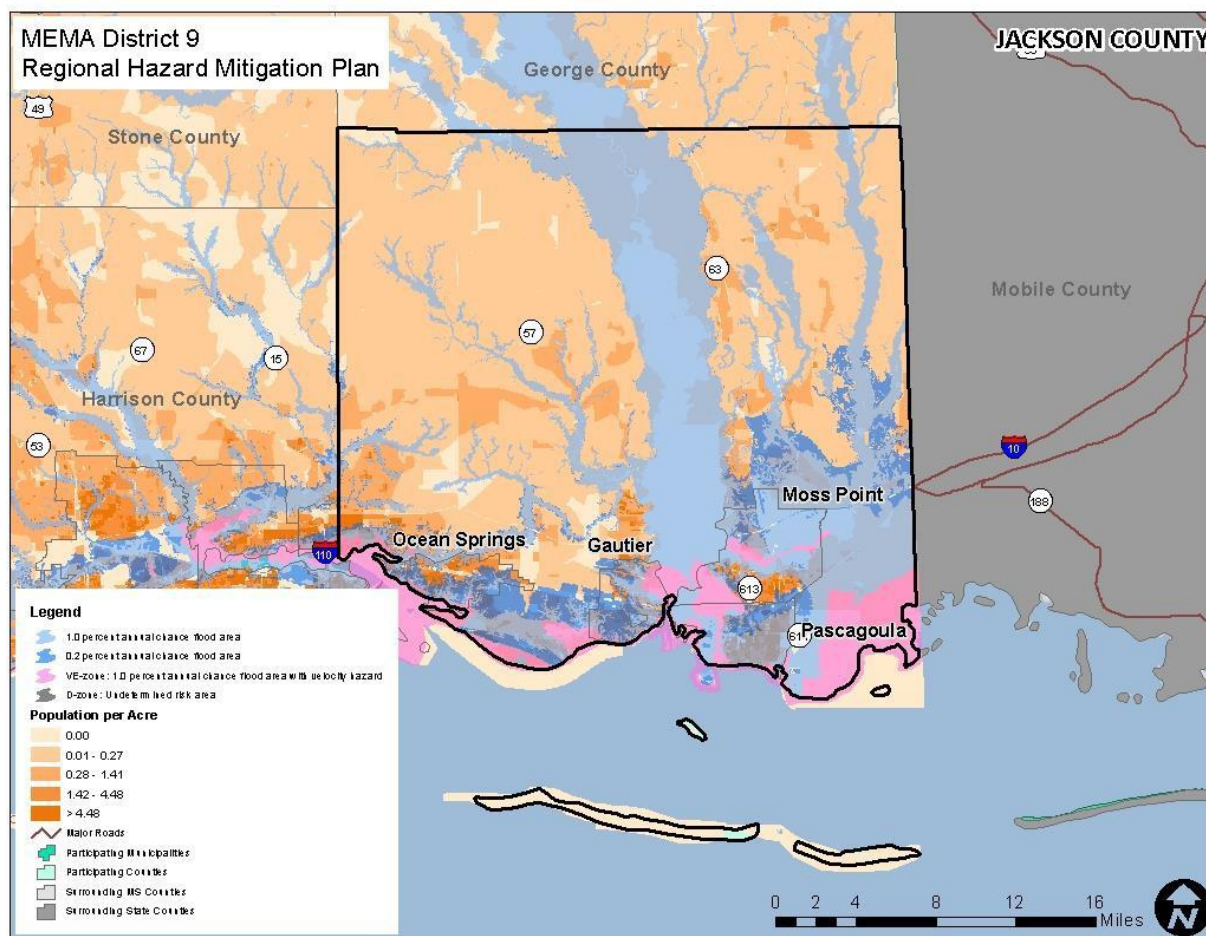 MEMA District 9
Regional Hazard Mitigation Plan
JACKSON COUNTY
George County
49
Stone County
63
Mobile County
57
67
15
Harrison County
53
10
188
Moss Point
Ocean Springs
Gautier
110
613
Pascagoula
Legend
1.0 percent annual chance flood area
0.2 percent annual chance flood area
VE-zone: 1.0 percent annual chance flood area with velocity hazard
D-zone: Undetermined risk area
Population per Acre
0.00
0.01 - 0.27
0.28 - 1.41
1.42 - 4.48
> 4.48
Major Roads
Participating Municipalities
Participating Counties
Surrounding MS Counties
Surrounding State Counties
0 2 4 8 12 16
Miles
N